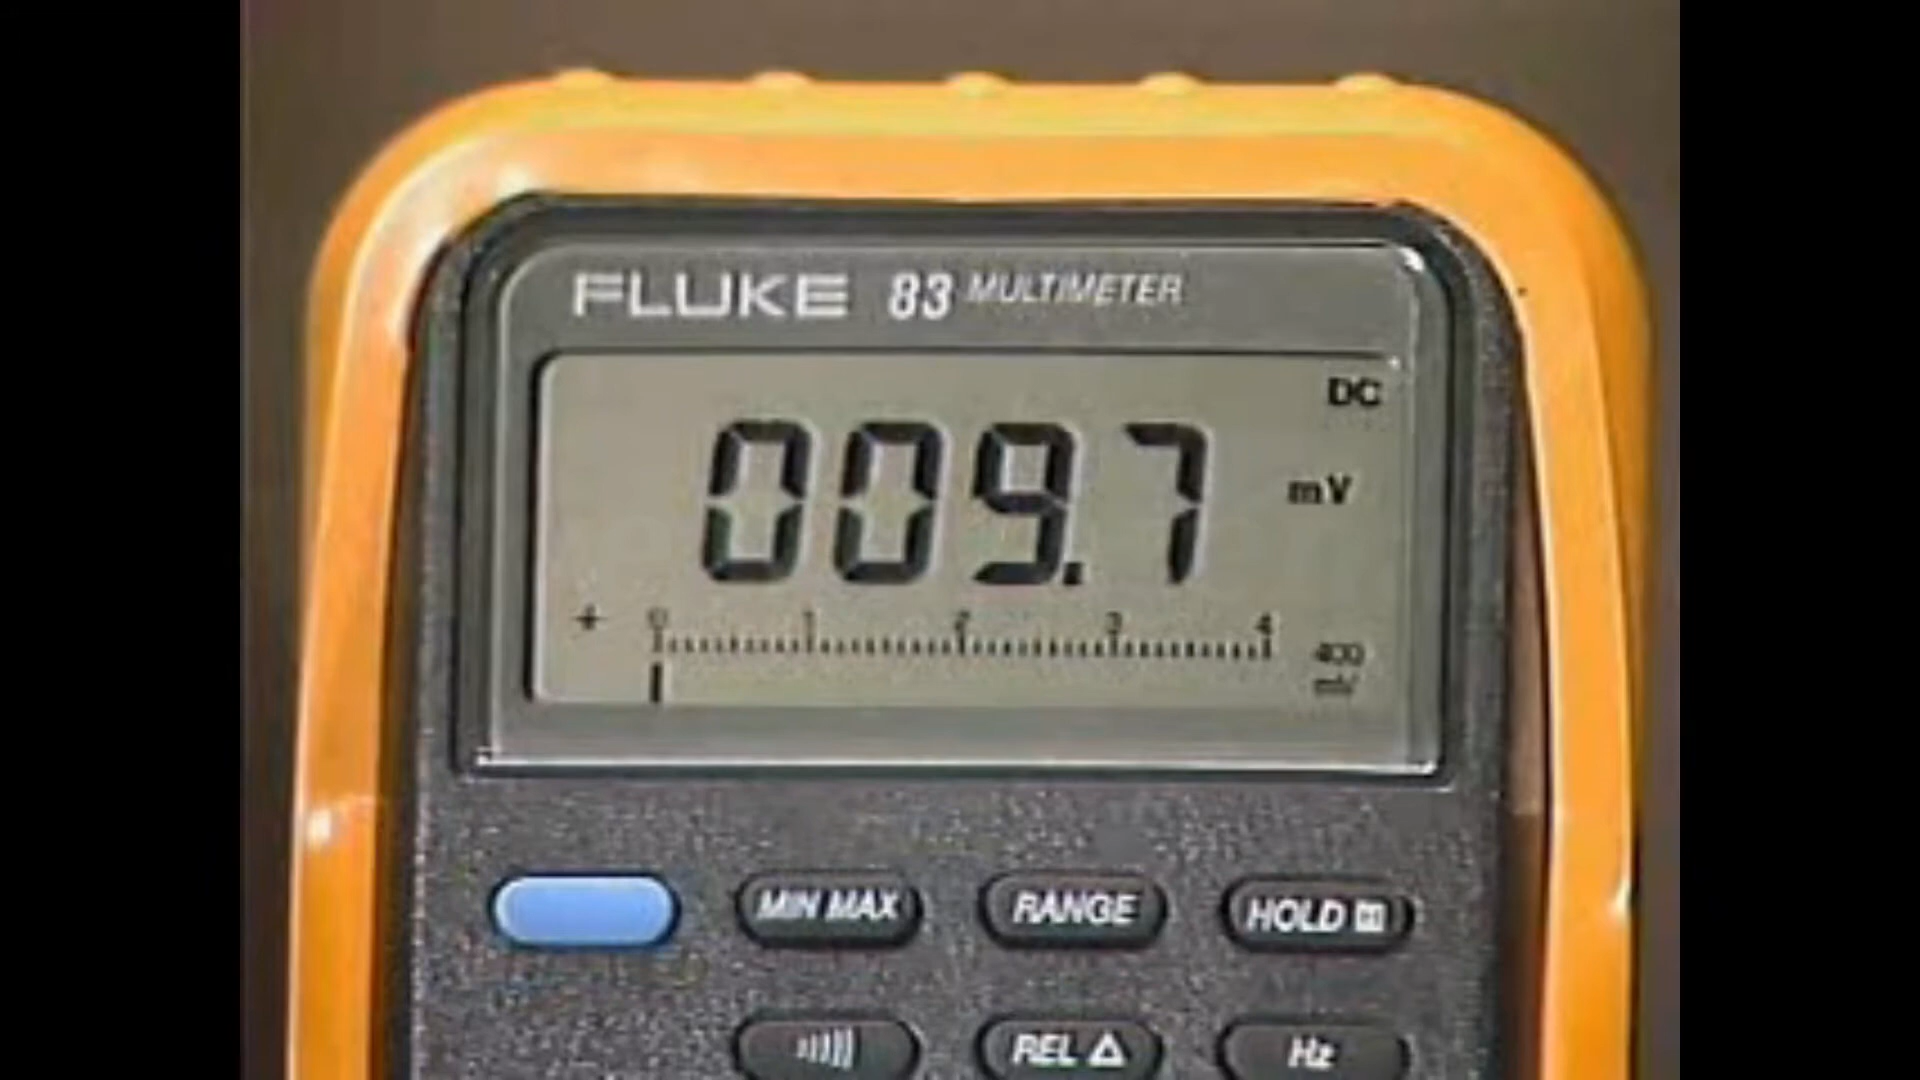 FLUKE 83 MULTIMETER
DC
009.7
mV
+ 0 1 2 3 4
400
mV
MIN MAX RANGE HOLD H
REL △ Hz